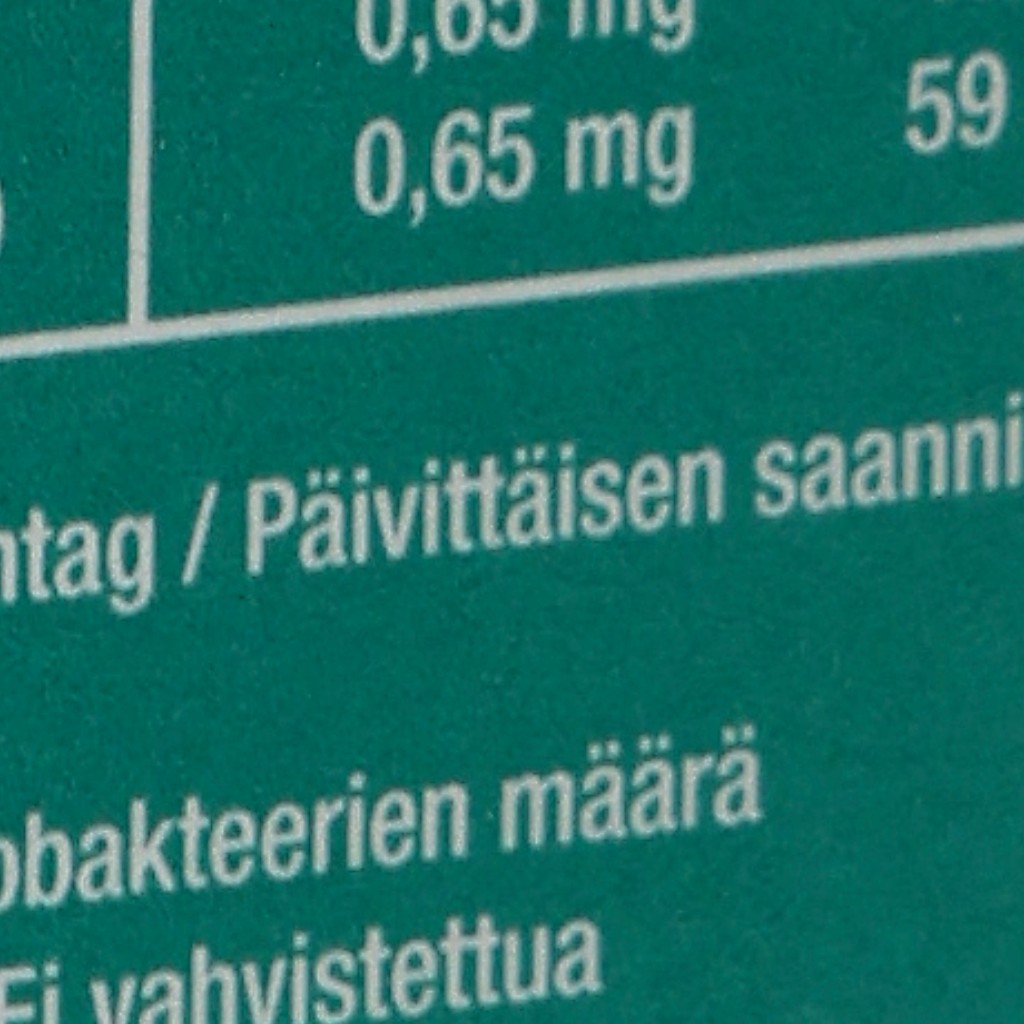 0,65 mg
0,65 mg 59
ntag / Päivittäisen saanni
obakteerien määrä
Ei vahvistettua